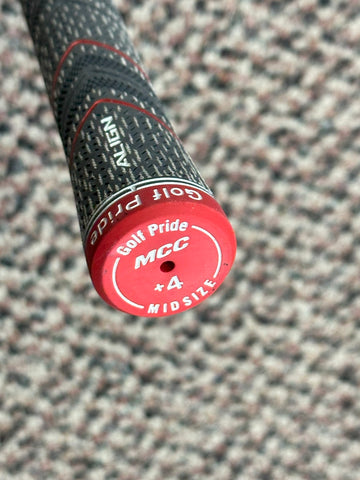 ALIGN
Golf Pride
Golf Pride
MCC
+4
MIDSIZE